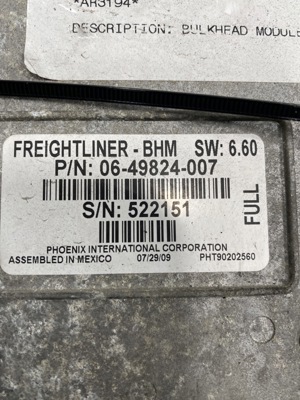 *AR3194*
DESCRIPTION: BULKHEAD MODULE
FREIGHTLINER - BHM SW: 6.60
P/N: 06-49824-007
S/N: 522151
FULL
PHOENIX INTERNATIONAL CORPORATION
ASSEMBLED IN MEXICO 07/29/09 PHT90202560